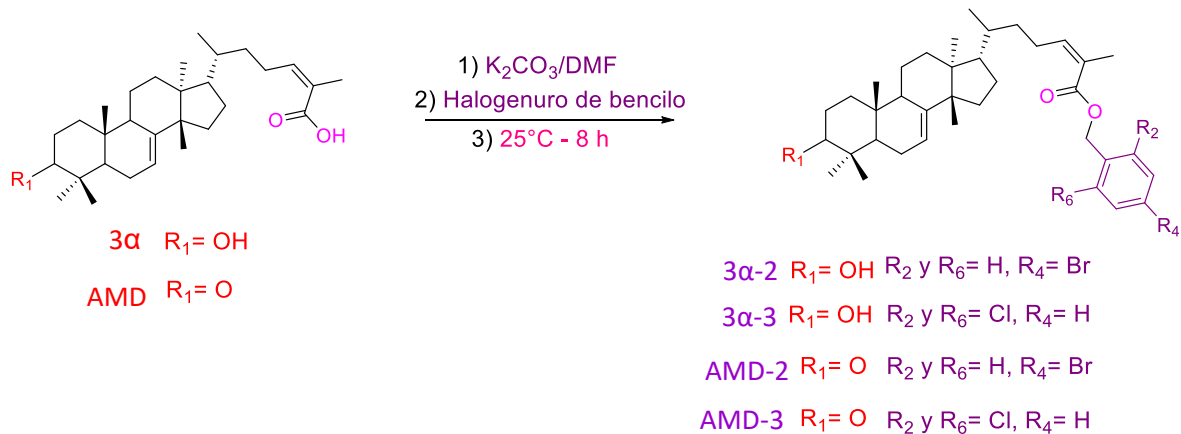 O
OH
R₁
1) K₂CO₃/DMF
2) Halogenuro de bencilo
3) 25°C - 8 h
O
O
R₂
R₆
R₄
R₁
3α R₁= OH
AMD R₁= O
3α-2 R₁= OH R₂ y R₆= H, R₄= Br
3α-3 R₁= OH R₂ y R₆= Cl, R₄= H
AMD-2 R₁= O R₂ y R₆= H, R₄= Br
AMD-3 R₁= O R₂ y R₆= Cl, R₄= H